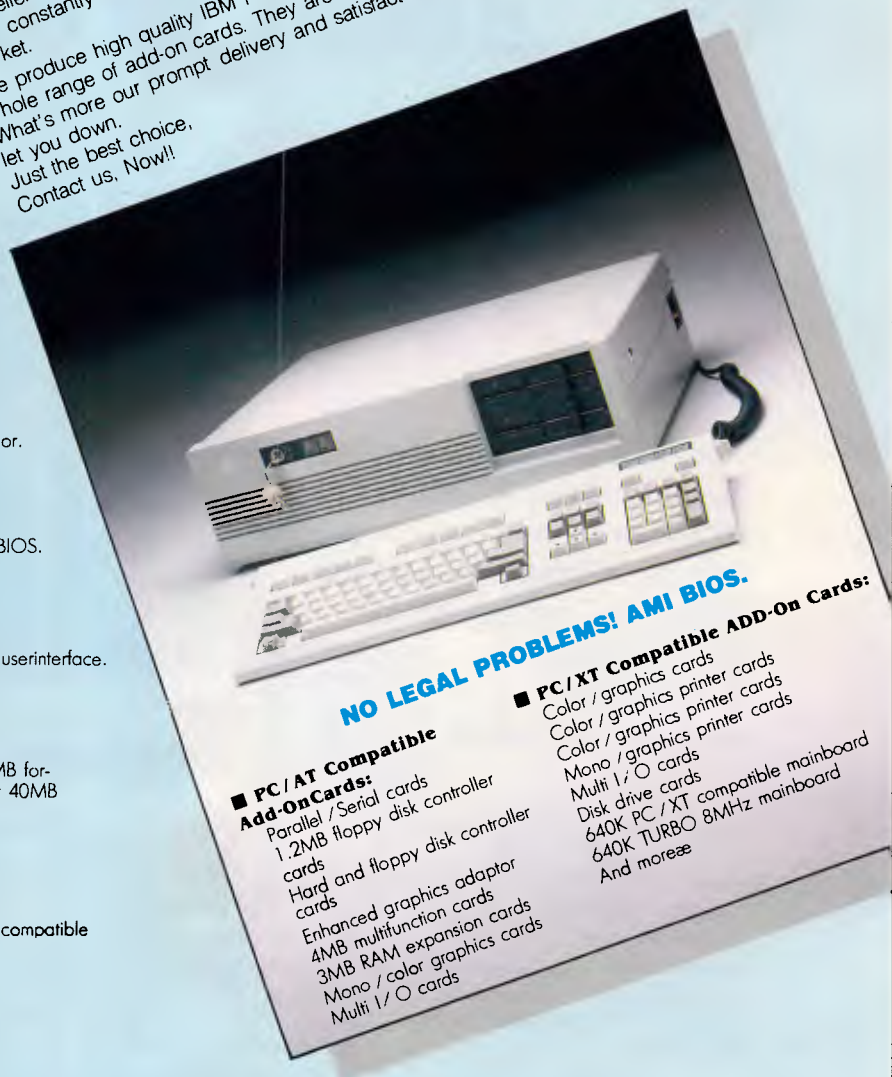 constantly
ket.
e produce high quality IBM
hole range of add-on cards. They are
What's more our prompt delivery and satisfact
let you down.
Just the best choice,
Contact us, Now!!
or.
BIOS.
userinterface.
MB for-
40MB
compatible
NO LEGAL PROBLEMS! AMI BIOS.
■ PC/AT Compatible
Add-OnCards:
Parallel / Serial cards
1.2MB floppy disk controller
cards
Hard and floppy disk controller
cards
Enhanced graphics adaptor
4MB multifunction cards
3MB RAM expansion cards
Mono / color graphics cards
Multi I / O cards
■ PC/XT Compatible ADD-On Cards:
Color / graphics cards
Color / graphics printer cards
Color / graphics printer cards
Mono / graphics printer cards
Multi I / O cards
Disk drive cards
640K PC / XT compatible mainboard
640K TURBO 8MHz mainboard
And moreæ